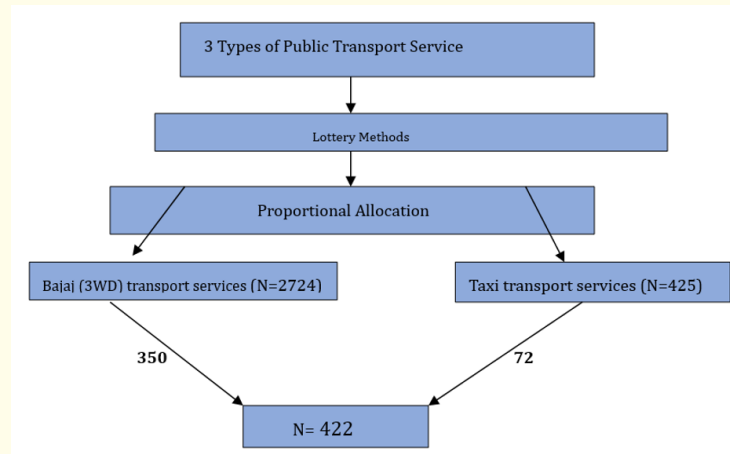 3 Types of Public Transport Service
Lottery Methods
Proportional Allocation
Bajaj (3WD) transport services (N=2724)
Taxi transport services (N=425)
350
72
N= 422